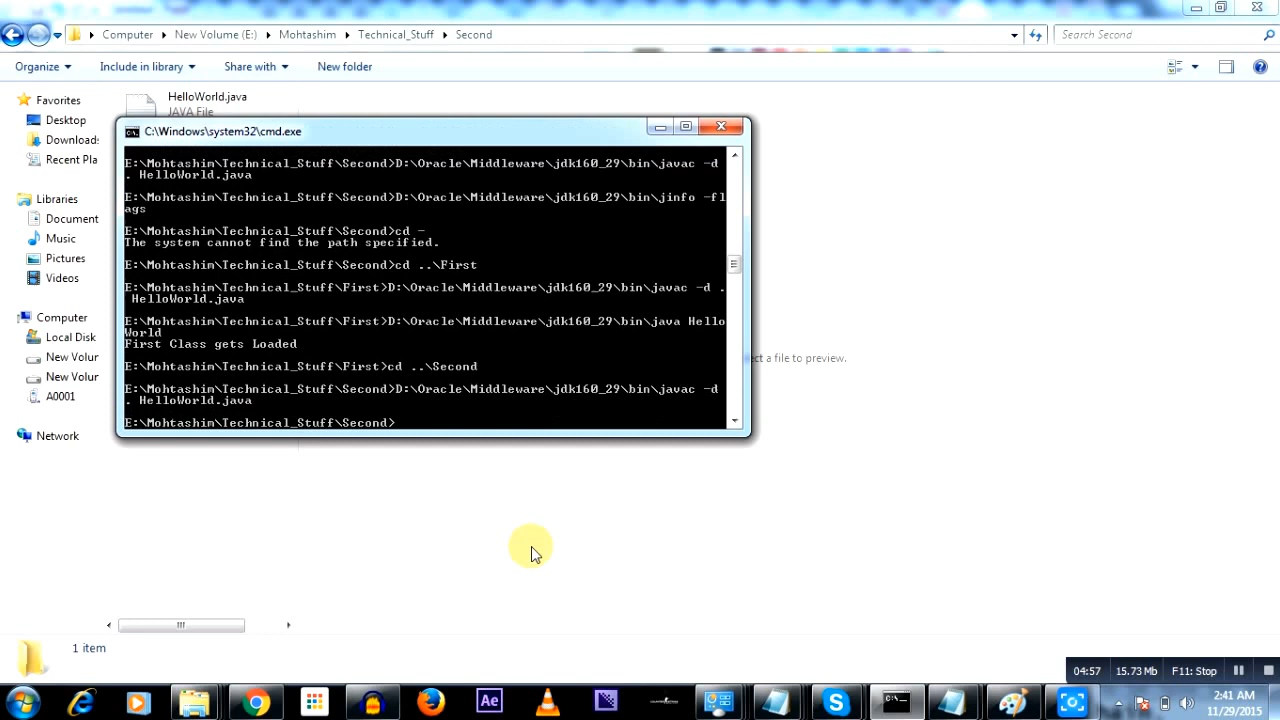 Computer New Volume (E:) Mohtashim Technical_Stuff Second Search Second
Organize Include in library Share with New folder
Favorites
Desktop
Download:
Recent Pla
Libraries
Document
Music
Pictures
Videos
Computer
Local Disk
New Volur
New Volur
A0001
Network
HelloWorld.java
JAVA File
C:\Windows\system32\cmd.exe
E:\Mohtashim\Technical_Stuff\Second>D:\Oracle\Middleware\jdk160_29\bin\javac -d
. HelloWorld.java
E:\Mohtashim\Technical_Stuff\Second>D:\Oracle\Middleware\jdk160_29\bin\jinfo -fl
ags
E:\Mohtashim\Technical_Stuff\Second>cd -
The system cannot find the path specified.
E:\Mohtashim\Technical_Stuff\Second>cd ..\First
E:\Mohtashim\Technical_Stuff\First>D:\Oracle\Middleware\jdk160_29\bin\javac -d .
HelloWorld.java
E:\Mohtashim\Technical_Stuff\First>D:\Oracle\Middleware\jdk160_29\bin\java Hello
World
First Class gets Loaded
E:\Mohtashim\Technical_Stuff\First>cd ..\Second
E:\Mohtashim\Technical_Stuff\Second>D:\Oracle\Middleware\jdk160_29\bin\javac -d
. HelloWorld.java
E:\Mohtashim\Technical_Stuff\Second>
ct a file to preview.
1 item
04:57 15.73 Mb F11: Stop
Ae
2:41 AM
11/29/2015